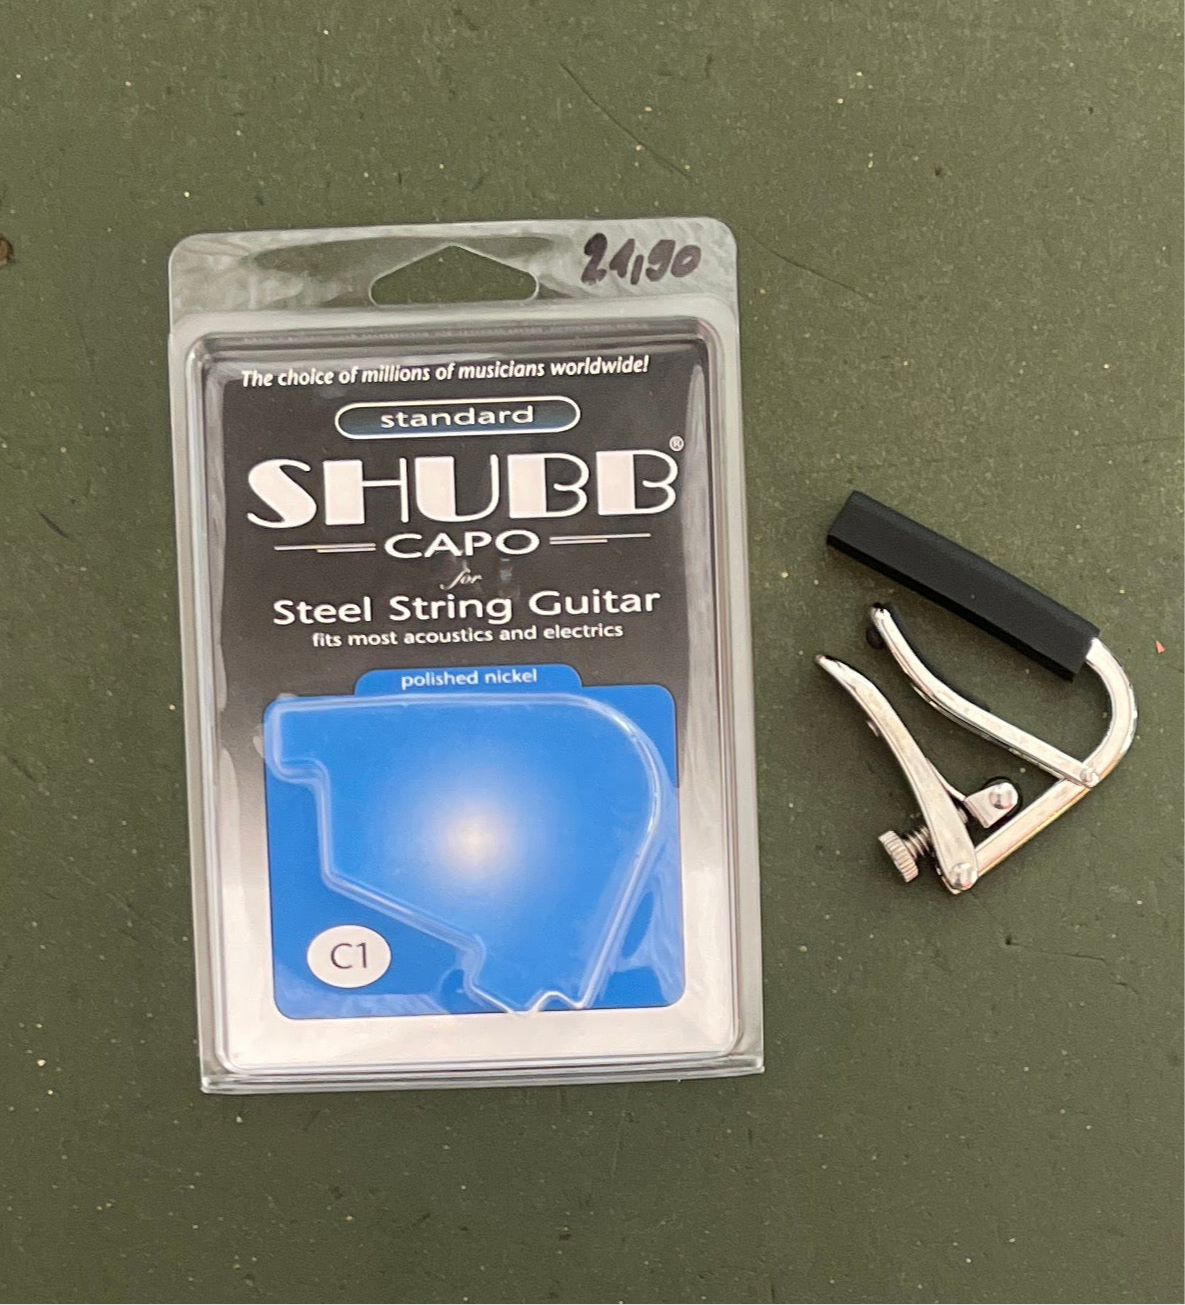 21,90
The choice of millions of musicians worldwide!
standard
SHUBB®
CAPO
for
Steel String Guitar
fits most acoustics and electrics
polished nickel
C1